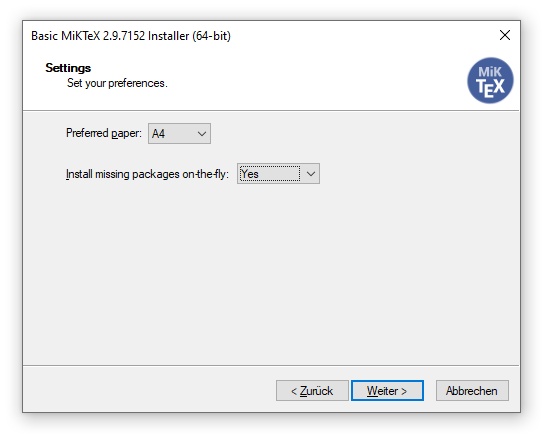 Basic MiKTeX 2.9.7152 Installer (64-bit)
Settings
Set your preferences.
MiK
TEX
Preferred paper: A4
Install missing packages on-the-fly: Yes
< Zurück Weiter > Abbrechen